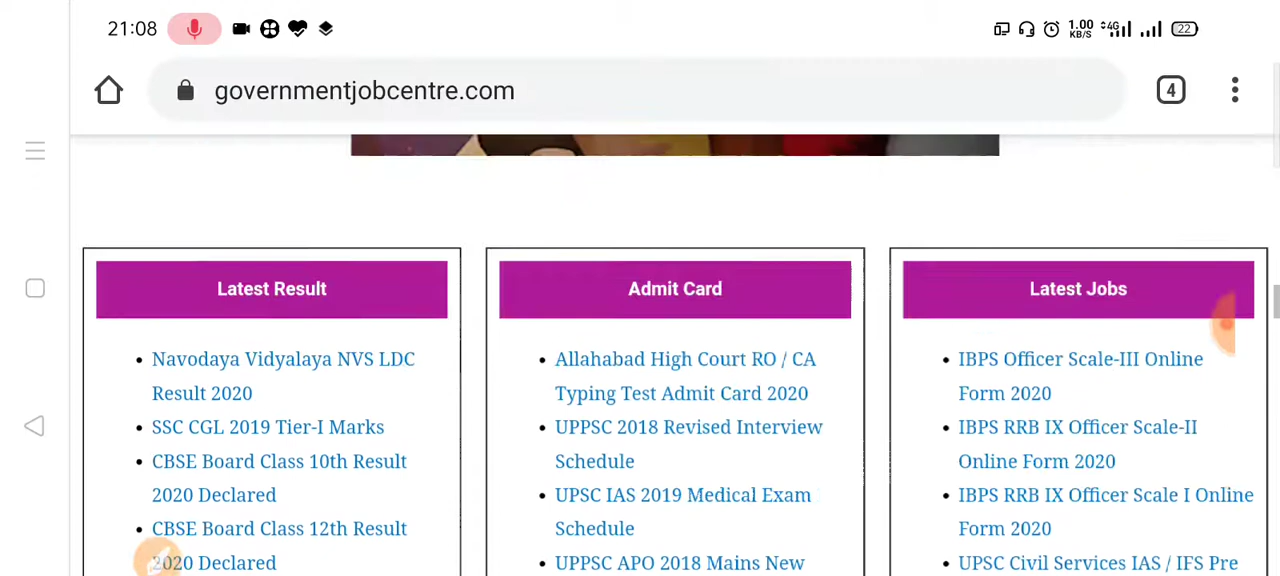 21:08
1.00
KB/S
4G
22
governmentjobcentre.com
4
Latest Result
Navodaya Vidyalaya NVS LDC
Result 2020
SSC CGL 2019 Tier-I Marks
CBSE Board Class 10th Result
2020 Declared
CBSE Board Class 12th Result
2020 Declared
Admit Card
Allahabad High Court RO / CA
Typing Test Admit Card 2020
UPPSC 2018 Revised Interview
Schedule
UPSC IAS 2019 Medical Exam
Schedule
UPPSC APO 2018 Mains New
Latest Jobs
IBPS Officer Scale-III Online
Form 2020
IBPS RRB IX Officer Scale-II
Online Form 2020
IBPS RRB IX Officer Scale I Online
Form 2020
UPSC Civil Services IAS / IFS Pre